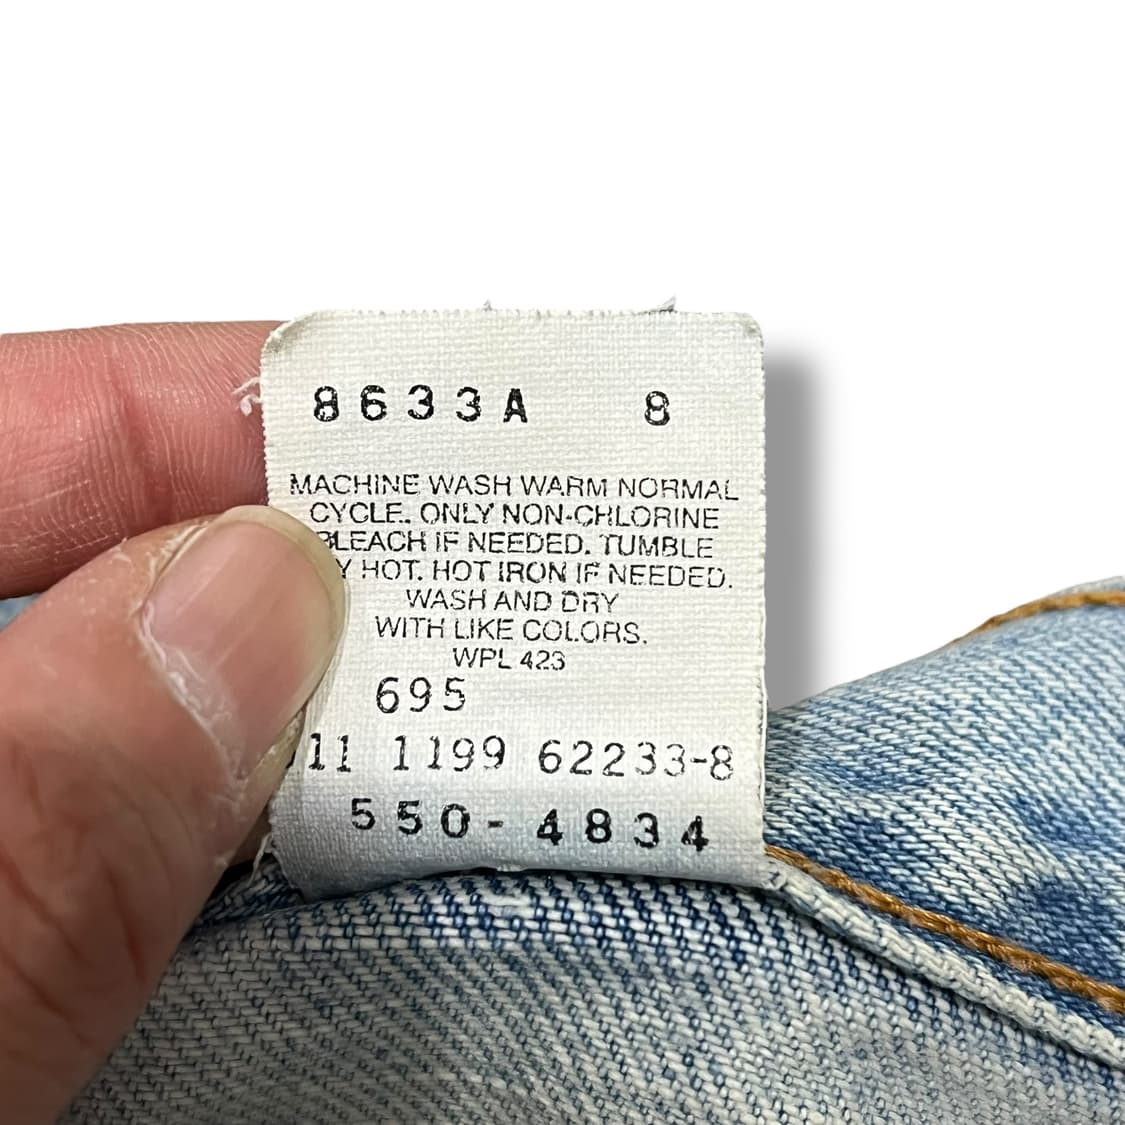 8633A 8
MACHINE WASH WARM NORMAL
CYCLE. ONLY NON-CHLORINE
BLEACH IF NEEDED. TUMBLE
Y HOT. HOT IRON IF NEEDED.
WASH AND DRY
WITH LIKE COLORS.
WPL 423
695
11 1199 62233-8
550-4834